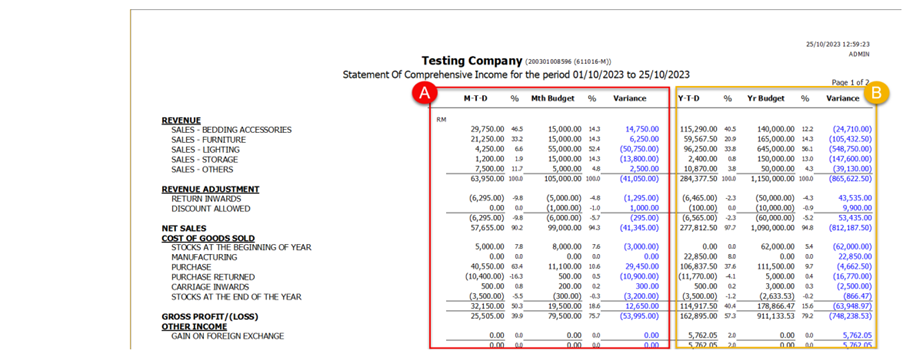 25/10/2023 12:59:23
ADMIN
Testing Company (200301008596 (611016-M))
Statement Of Comprehensive Income for the period 01/10/2023 to 25/10/2023
Page 1 of 2
A B
M-T-D % Mth Budget % Variance Y-T-D % Yr Budget % Variance
RM
REVENUE
SALES - BEDDING ACCESSORIES 29,750.00 46.5 15,000.00 14.3 14,750.00 115,290.00 40.5 140,000.00 12.2 (24,710.00)
SALES - FURNITURE 21,250.00 33.2 15,000.00 14.3 6,250.00 59,567.50 20.9 165,000.00 14.3 (105,432.50)
SALES - LIGHTING 4,250.00 6.6 55,000.00 52.4 (50,750.00) 96,250.00 33.8 645,000.00 56.1 (548,750.00)
SALES - STORAGE 1,200.00 1.9 15,000.00 14.3 (13,800.00) 2,400.00 0.8 150,000.00 13.0 (147,600.00)
SALES - OTHERS 7,500.00 11.7 5,000.00 4.8 2,500.00 10,870.00 3.8 50,000.00 4.3 (39,130.00)
63,950.00 100.0 105,000.00 100.0 (41,050.00) 284,377.50 100.0 1,150,000.00 100.0 (865,622.50)
REVENUE ADJUSTMENT
RETURN INWARDS (6,295.00) -9.8 (5,000.00) -4.8 (1,295.00) (6,465.00) -2.3 (50,000.00) -4.3 43,535.00
DISCOUNT ALLOWED 0.00 0.0 (1,000.00) -1.0 1,000.00 (100.00) 0.0 (10,000.00) -0.9 9,900.00
(6,295.00) -9.8 (6,000.00) -5.7 (295.00) (6,565.00) -2.3 (60,000.00) -5.2 53,435.00
NET SALES 57,655.00 90.2 99,000.00 94.3 (41,345.00) 277,812.50 97.7 1,090,000.00 94.8 (812,187.50)
COST OF GOODS SOLD
STOCKS AT THE BEGINNING OF YEAR 5,000.00 7.8 8,000.00 7.6 (3,000.00) 0.00 0.0 62,000.00 5.4 (62,000.00)
MANUFACTURING 0.00 0.0 0.00 0.0 0.00 22,850.00 8.0 0.00 0.0 22,850.00
PURCHASE 40,550.00 63.4 11,100.00 10.6 29,450.00 106,837.50 37.6 111,500.00 9.7 (4,662.50)
PURCHASE RETURNED (10,400.00) -16.3 500.00 0.5 (10,900.00) (11,770.00) -4.1 5,000.00 0.4 (16,770.00)
CARRIAGE INWARDS 500.00 0.8 200.00 0.2 300.00 500.00 0.2 3,000.00 0.3 (2,500.00)
STOCKS AT THE END OF THE YEAR (3,500.00) -5.5 (300.00) -0.3 (3,200.00) (3,500.00) -1.2 (2,633.53) -0.2 (866.47)
32,150.00 50.3 19,500.00 18.6 12,650.00 114,917.50 40.4 178,866.47 15.6 (63,948.97)
GROSS PROFIT/(LOSS) 25,505.00 39.9 79,500.00 75.7 (53,995.00) 162,895.00 57.3 911,133.53 79.2 (748,238.53)
OTHER INCOME
GAIN ON FOREIGN EXCHANGE 0.00 0.0 0.00 0.0 0.00 5,762.05 2.0 0.00 0.0 5,762.05
0.00 0.0 0.00 0.0 0.00 5,762.05 2.0 0.00 0.0 5,762.05